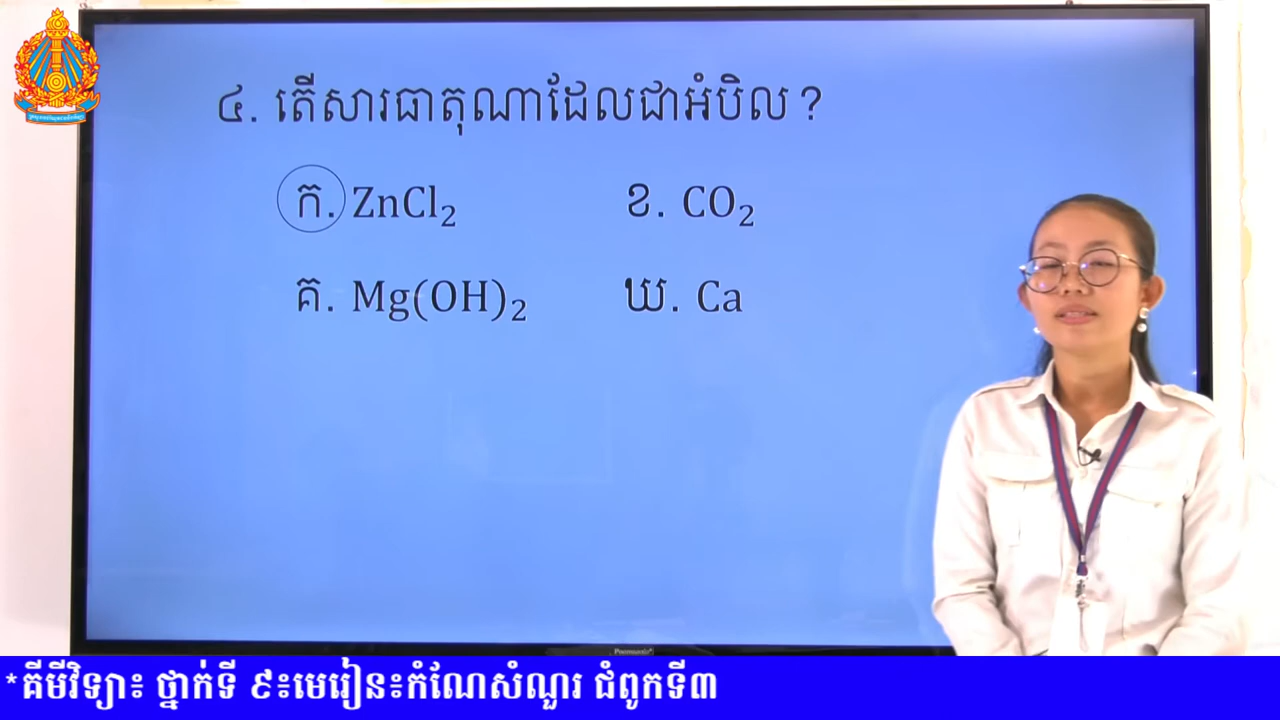 ៤. តើសារធាតុណាដែលជាអំបិល ?
ក. ZnCl₂ ខ. CO₂
គ. Mg(OH)₂ ឃ. Ca
*គីមីវិទ្យា៖ ថ្នាក់ទី ៩៖មេរៀន៖កំណែសំណួរ ជំពូកទី៣